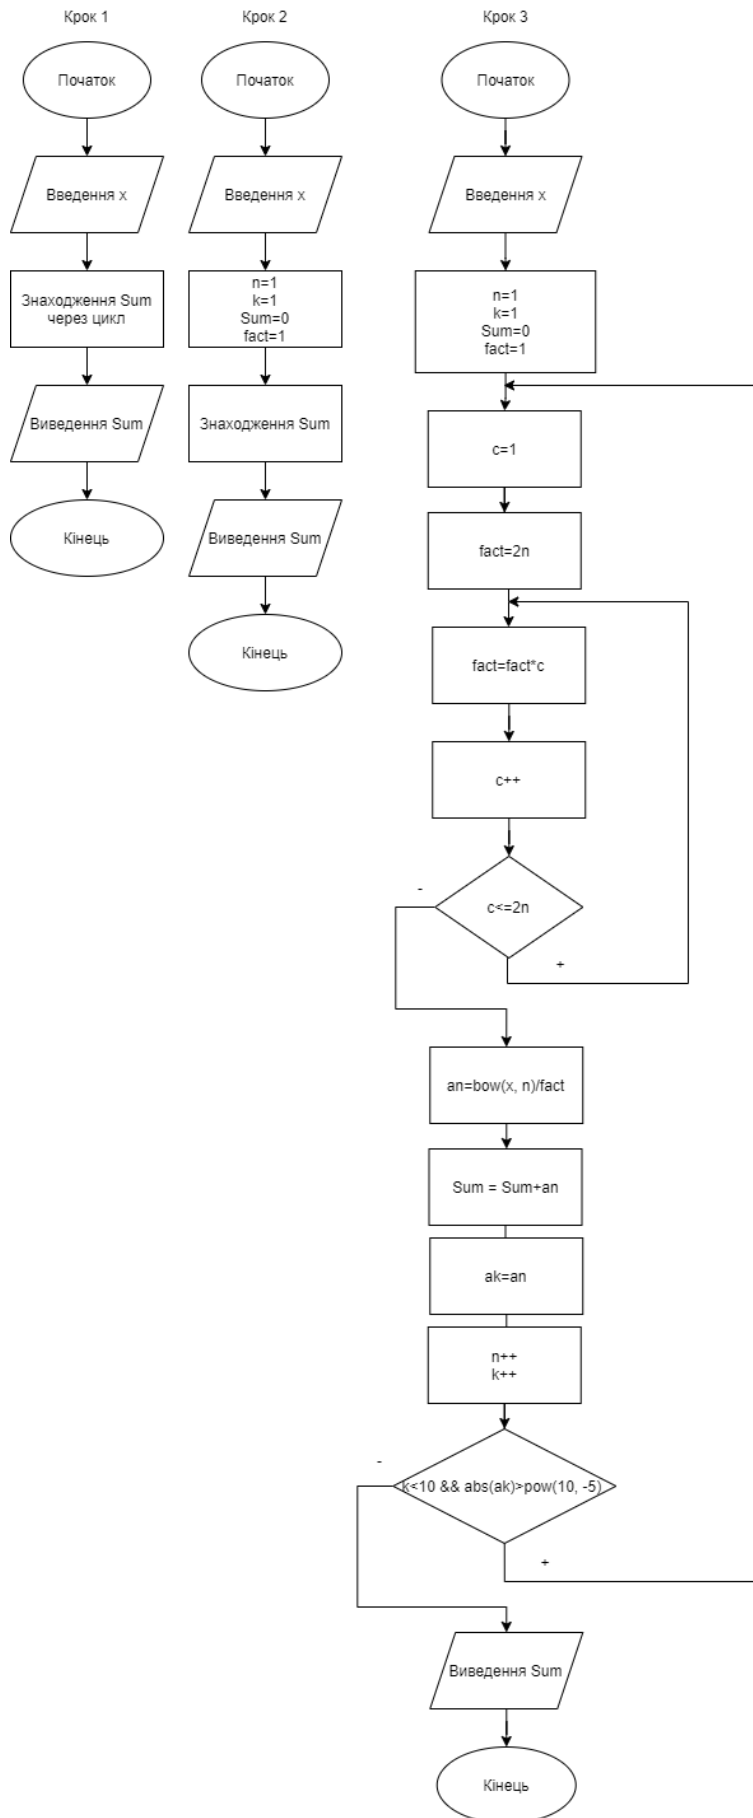 Крок 1
Початок
Введення x
Знаходження Sum
через цикл
Виведення Sum
Кінець
Крок 2
Початок
Введення x
n=1
k=1
Sum=0
fact=1
Знаходження Sum
Виведення Sum
Кінець
Крок 3
Початок
Введення x
n=1
k=1
Sum=0
fact=1
c=1
fact=2n
fact=fact*c
c++
c<=2n
-
+
an=bow(x, n)/fact
Sum = Sum+an
ak=an
n++
k++
k<10 && abs(ak)>pow(10, -5)
-
+
Виведення Sum
Кінець